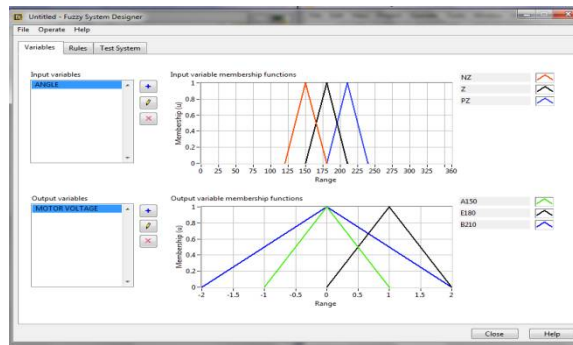 Untitled - Fuzzy System Designer
File Operate Help
Variables Rules Test System
Input variables
ANGLE
Input variable membership functions
Membership (u)
1
0.8
0.6
0.4
0.2
0
0 25 50 75 100 125 150 175 200 225 250 275 300 325 360
Range
NZ
Z
PZ
Output variables
MOTOR VOLTAGE
Output variable membership functions
Membership (u)
1
0.8
0.6
0.4
0.2
0
-2 -1.5 -1 -0.5 0 0.5 1 1.5 2
Range
A150
E180
B210
Close Help